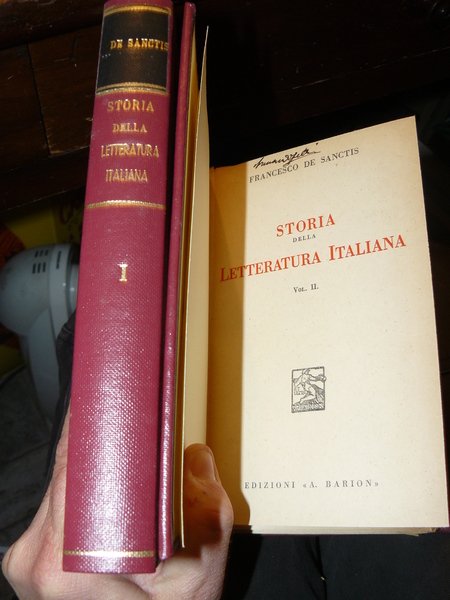 DE SANCTIS
STORIA
DELLA
LETTERATURA
ITALIANA
I
FRANCESCO DE SANCTIS
STORIA
DELLA
LETTERATURA ITALIANA
VOL. II.
EDIZIONI «A. BARION»